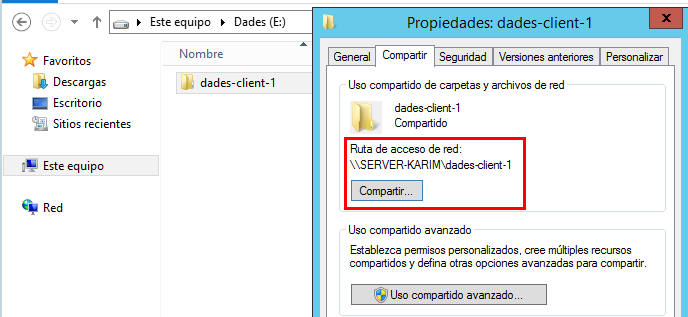 Este equipo ▸ Dades (E:) ▸
Favoritos
Descargas
Escritorio
Sitios recientes
Este equipo
Red
Nombre
dades-client-1
Propiedades: dades-client-1
General
Compartir
Seguridad
Versiones anteriores
Personalizar
Uso compartido de carpetas y archivos de red
dades-client-1
Compartido
Ruta de acceso de red:
\\SERVER-KARIM\dades-client-1
Compartir...
Uso compartido avanzado
Establezca permisos personalizados, cree múltiples recursos
compartidos y defina otras opciones avanzadas para compartir.
Uso compartido avanzado...